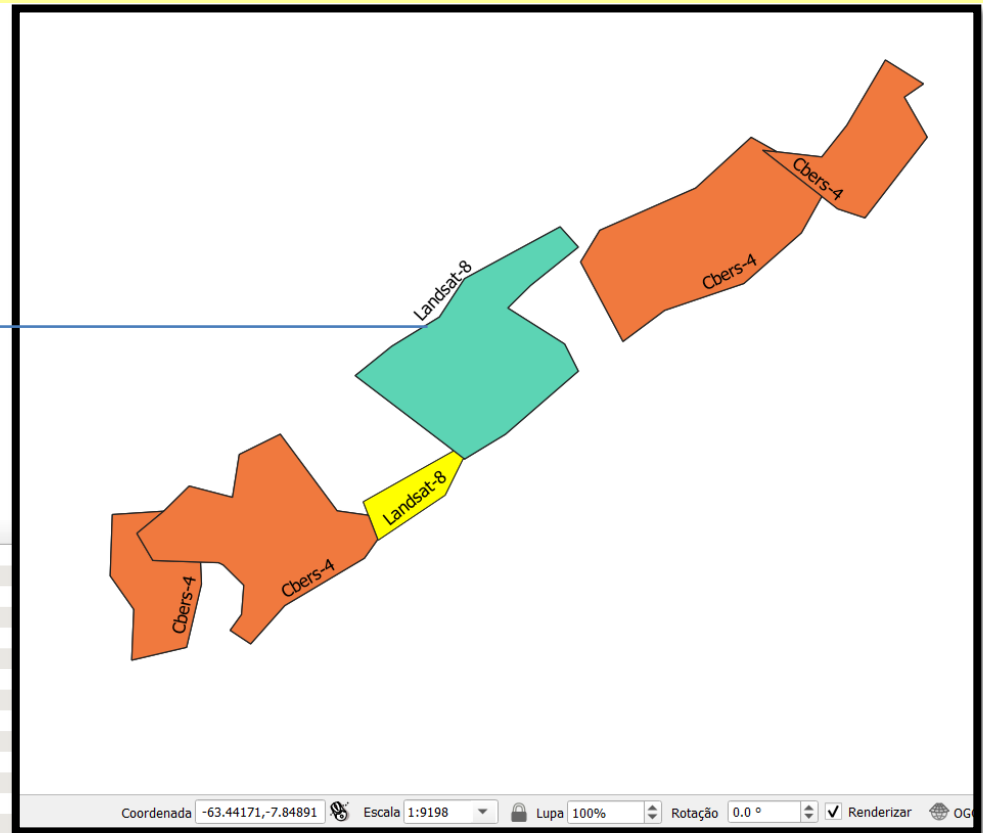 Cbers-4
Cbers-4
Landsat-8
Landsat-8
Cbers-4
Cbers-4
Coordenada -63.44171,-7.84891 Escala 1:9198 Lupa 100% Rotação 0.0 ° Renderizar